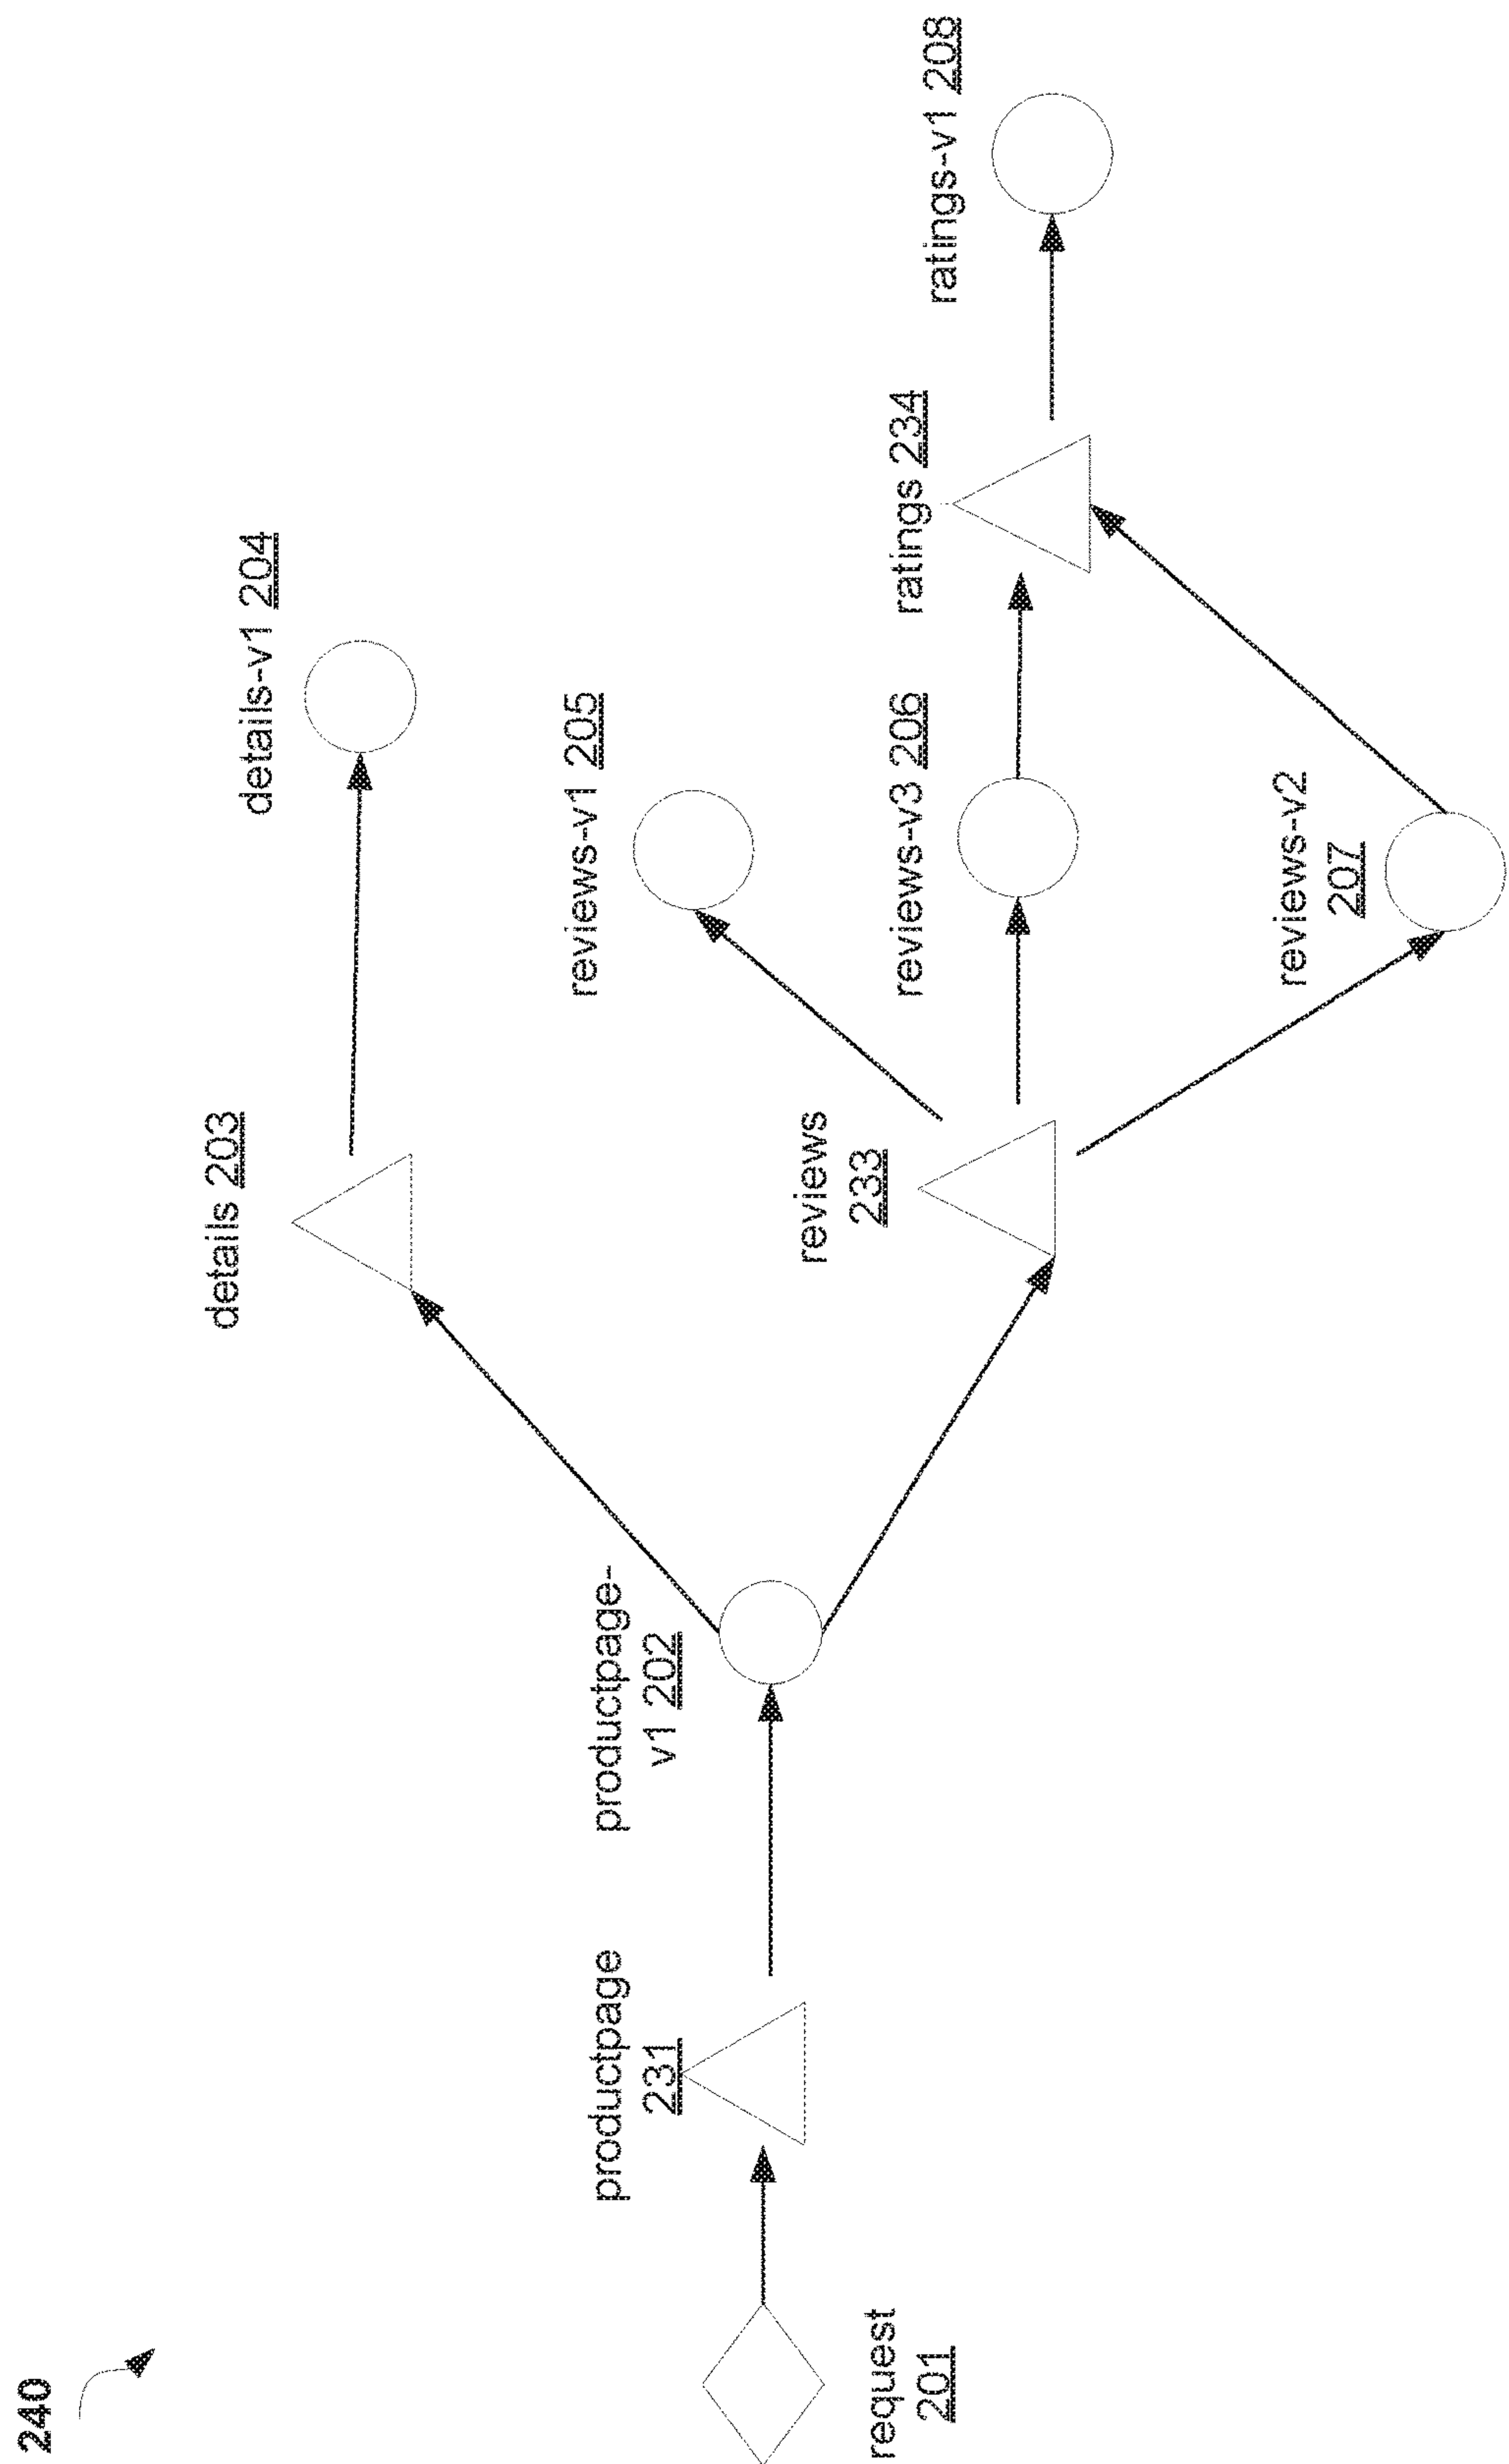 240
request
201
productpage
231
productpage-
v1 202
details 203
details-v1 204
reviews
233
reviews-v1 205
reviews-v3 206
reviews-v2
207
ratings 234
ratings-v1 208